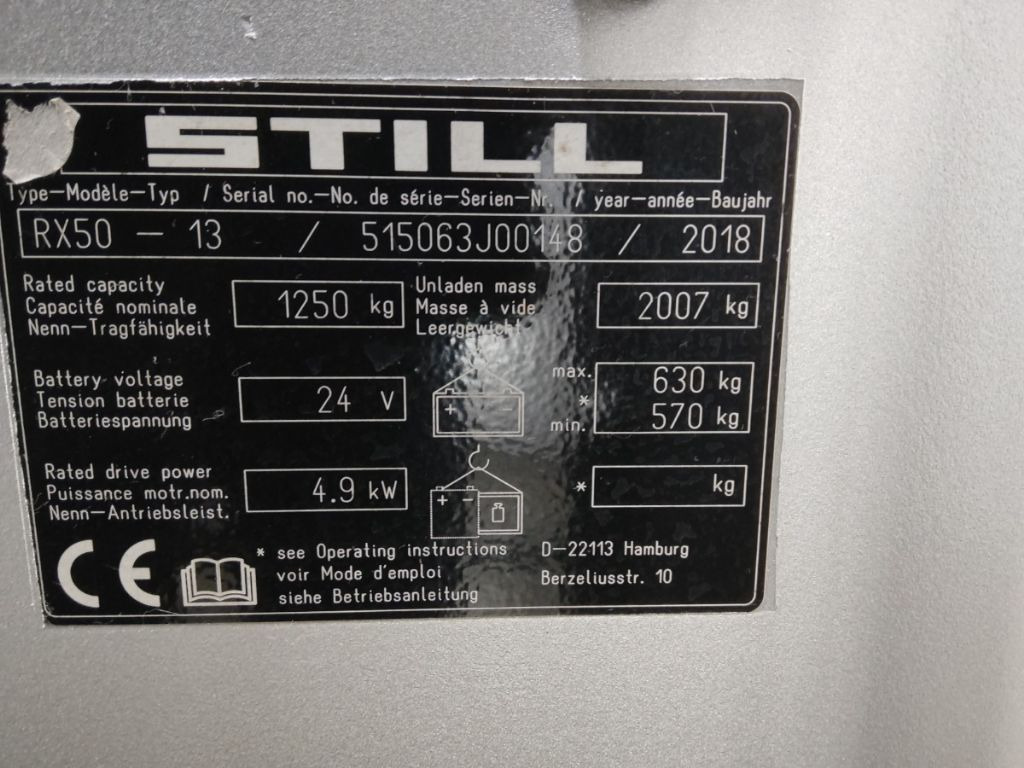 STILL
Type-Modèle-Typ / Serial no.-No. de série-Serien-Nr. / year-année-Baujahr
RX50 - 13 / 515063J00148 / 2018
Rated capacity
Capacité nominale
Nenn-Tragfähigkeit
1250 kg
Unladen mass
Masse à vide
Leergewicht
2007 kg
Battery voltage
Tension batterie
Batteriespannung
24 V
+ -
max.
*
min.
630 kg
570 kg
Rated drive power
Puissance motr.nom.
Nenn-Antriebsleist.
4.9 kW
+ -
* kg
CE
* see Operating instructions
voir Mode d'emploi
siehe Betriebsanleitung
D-22113 Hamburg
Berzeliusstr. 10